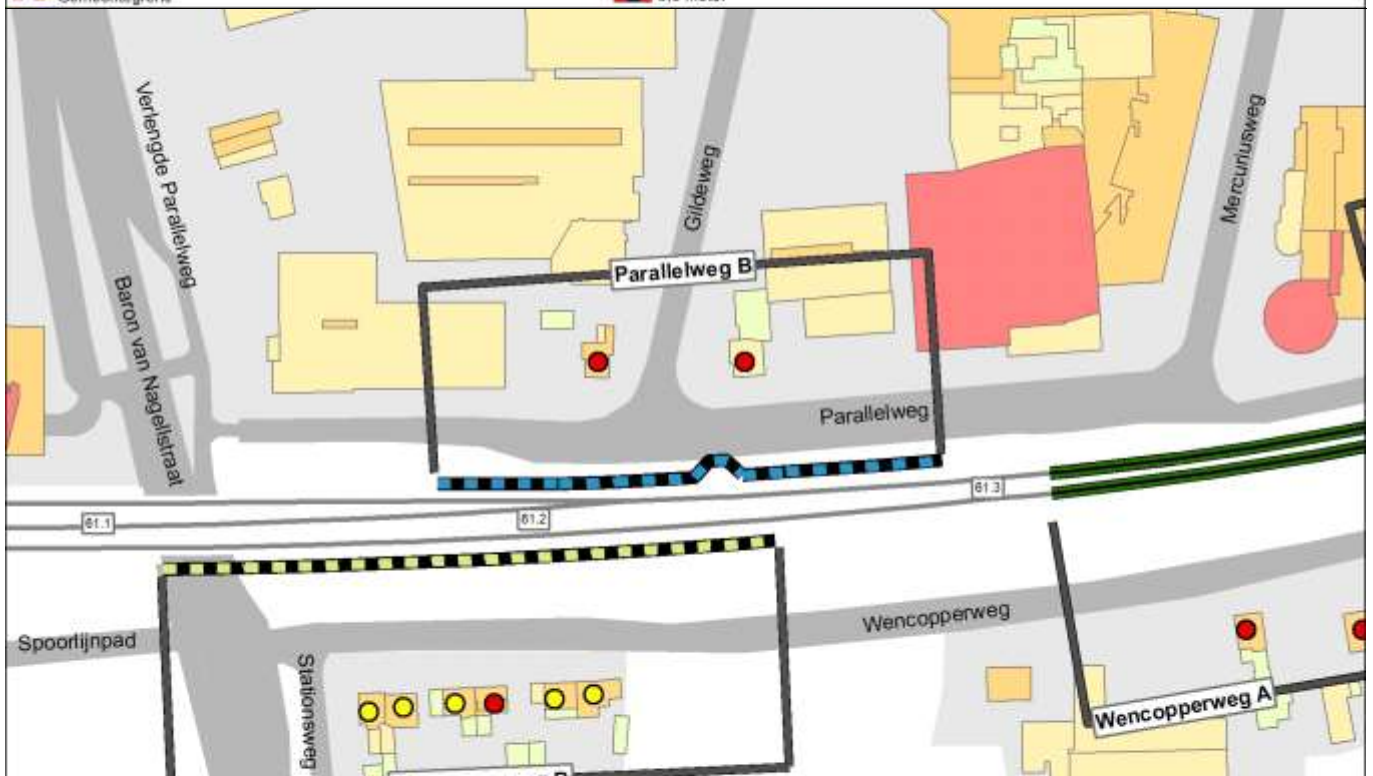 Verlengde Parallelweg
Gildeweg
Mercuriusweg
Parallelweg B
Baron van Nagellstraat
Parallelweg
61.3
61.1
61.2
Spoorlijnpad
Wencopperweg
Stationsweg
Wencopperweg A